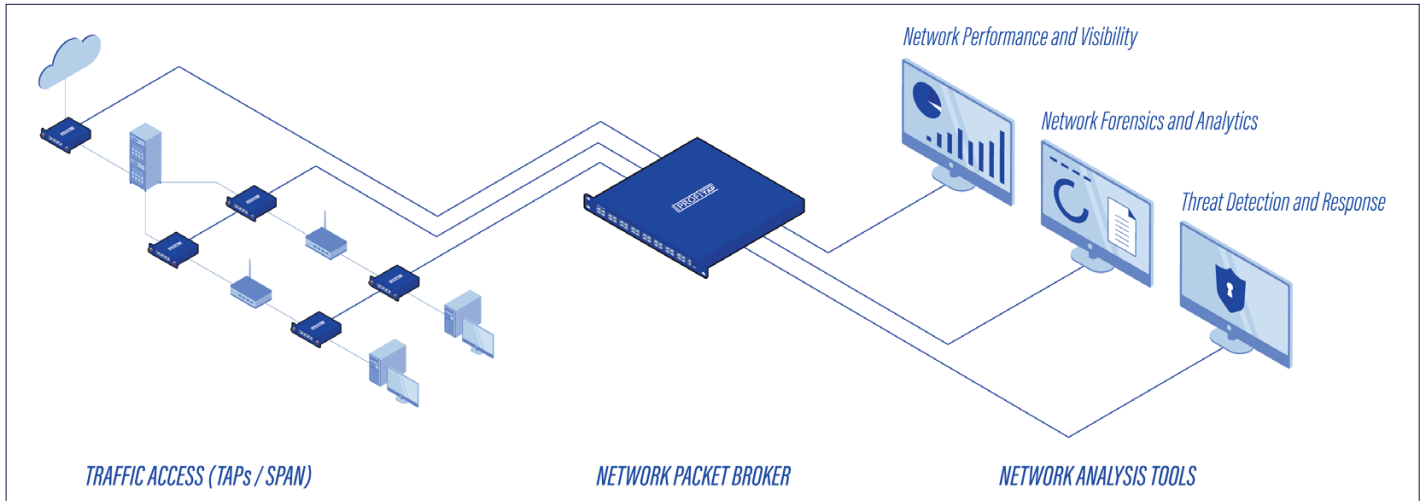 Network Performance and Visibility
Network Forensics and Analytics
Threat Detection and Response
PROFITAP
TRAFFIC ACCESS (TAPs / SPAN)
NETWORK PACKET BROKER
NETWORK ANALYSIS TOOLS